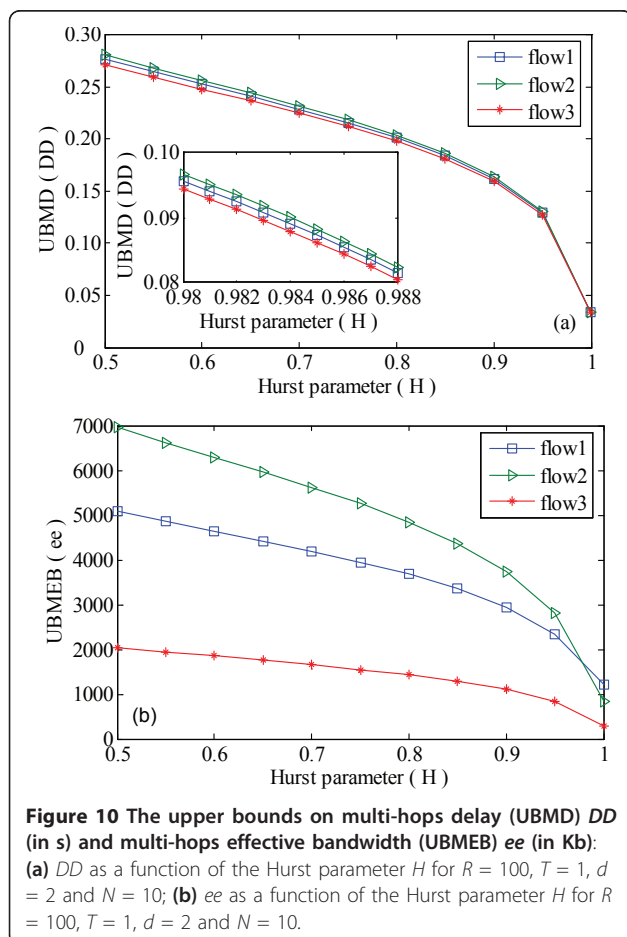 0.30
0.25
0.20
0.15
0.10
0.05
0
UBMD ( DD )
flow1
flow2
flow3
0.10
0.09
0.08
UBMD ( DD )
0.98 0.982 0.984 0.986 0.988
Hurst parameter ( H )
(a)
0.5 0.6 0.7 0.8 0.9 1
Hurst parameter ( H )
7000
6000
5000
4000
3000
2000
1000
0
UBMEB ( ee )
flow1
flow2
flow3
(b)
0.5 0.6 0.7 0.8 0.9 1
Hurst parameter ( H )
Figure 10 The upper bounds on multi-hops delay (UBMD) DD
(in s) and multi-hops effective bandwidth (UBMEB) ee (in Kb):
(a) DD as a function of the Hurst parameter H for R = 100, T = 1, d
= 2 and N = 10; (b) ee as a function of the Hurst parameter H for R
= 100, T = 1, d = 2 and N = 10.